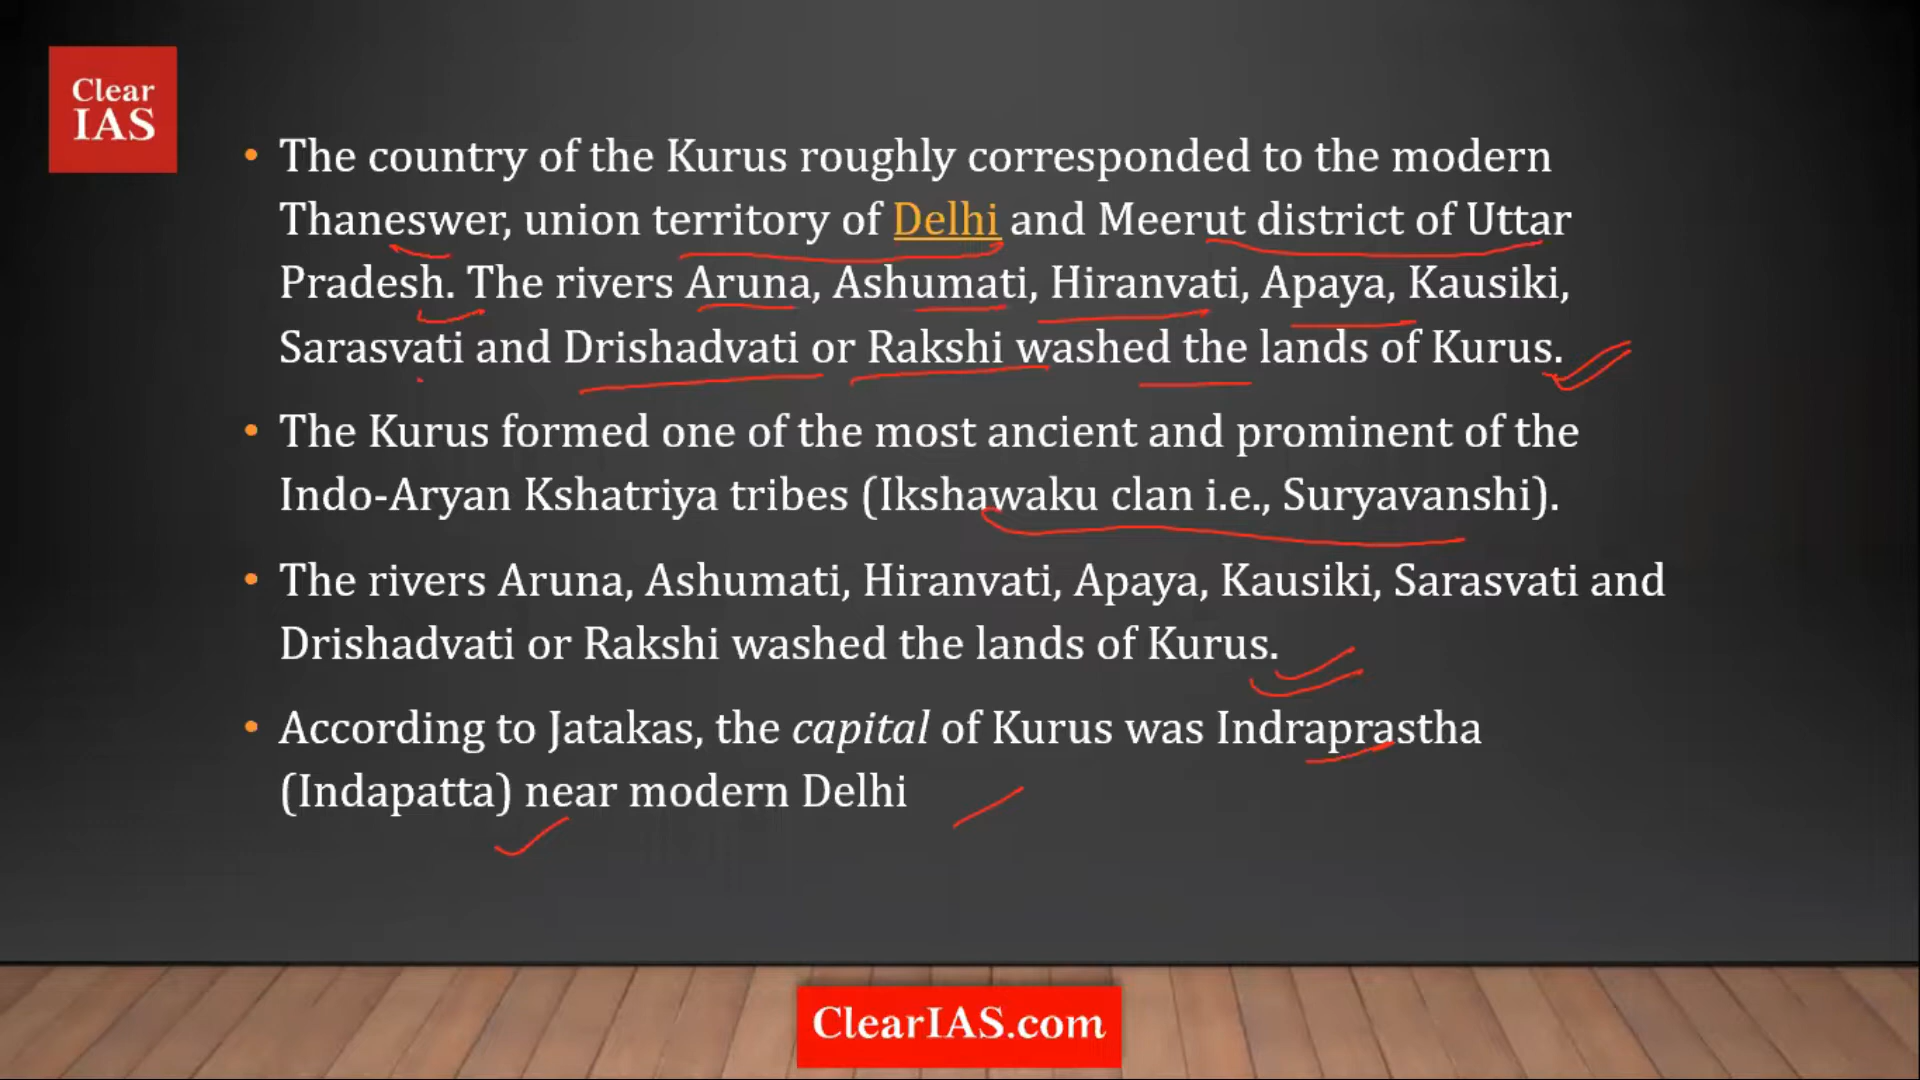 Clear
IAS
• The country of the Kurus roughly corresponded to the modern
Thaneswer, union territory of Delhi and Meerut district of Uttar
Pradesh. The rivers Aruna, Ashumati, Hiranvati, Apaya, Kausiki,
Sarasvati and Drishadvati or Rakshi washed the lands of Kurus.
• The Kurus formed one of the most ancient and prominent of the
Indo-Aryan Kshatriya tribes (Ikshawaku clan i.e., Suryavanshi).
• The rivers Aruna, Ashumati, Hiranvati, Apaya, Kausiki, Sarasvati and
Drishadvati or Rakshi washed the lands of Kurus.
• According to Jatakas, the capital of Kurus was Indraprastha
(Indapatta) near modern Delhi
ClearIAS.com